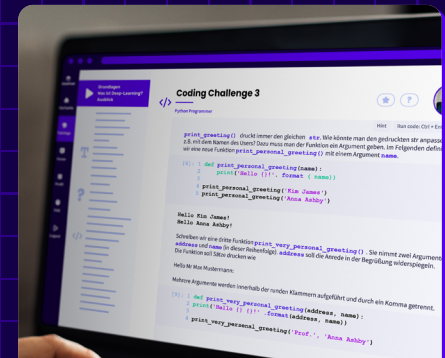 Grundlagen
Was ist Deep-Learning?
Ausblick
Coding Challenge 3
Python Programmer
Hint Run code: Ctrl + En
print_greeting() druckt immer den gleichen str. Wie könnte man den gedruckten str anpasse
z.B. mit dem Namen des Users? Dazu muss man der Funktion ein Argument geben. Im Folgenden defini
wir eine neue Funktion print_personal_greeting() mit einem Argument name.
1 def print_personal_greeting(name):
2 print('Hello {}!'. format ( name))
3
4 print_personal_greeting('Kim James')
5 print_personal_greeting('Anna Ashby')
Hello Kim James!
Hello Anna Ashby!
Schreiben wir eine dritte Funktion print_very_personal_greeting() . Sie nimmt zwei Argument
address und name (in dieser Reihenfolge). address soll die Anrede in der Begrüßung widerspiegeln.
Die Funktion soll Sätze drucken wie
Hello Mr Max Mustermann:
Mehrere Argumente werden innerhalb der runden Klammern aufgeführt und durch ein Komma getrennt.
1 def print_very_personal_greeting(address, name):
2 print('Hello {} {}!' .format(address, name))
3
4 print_very_personal_greeting('Prof.', 'Anna Ashby')